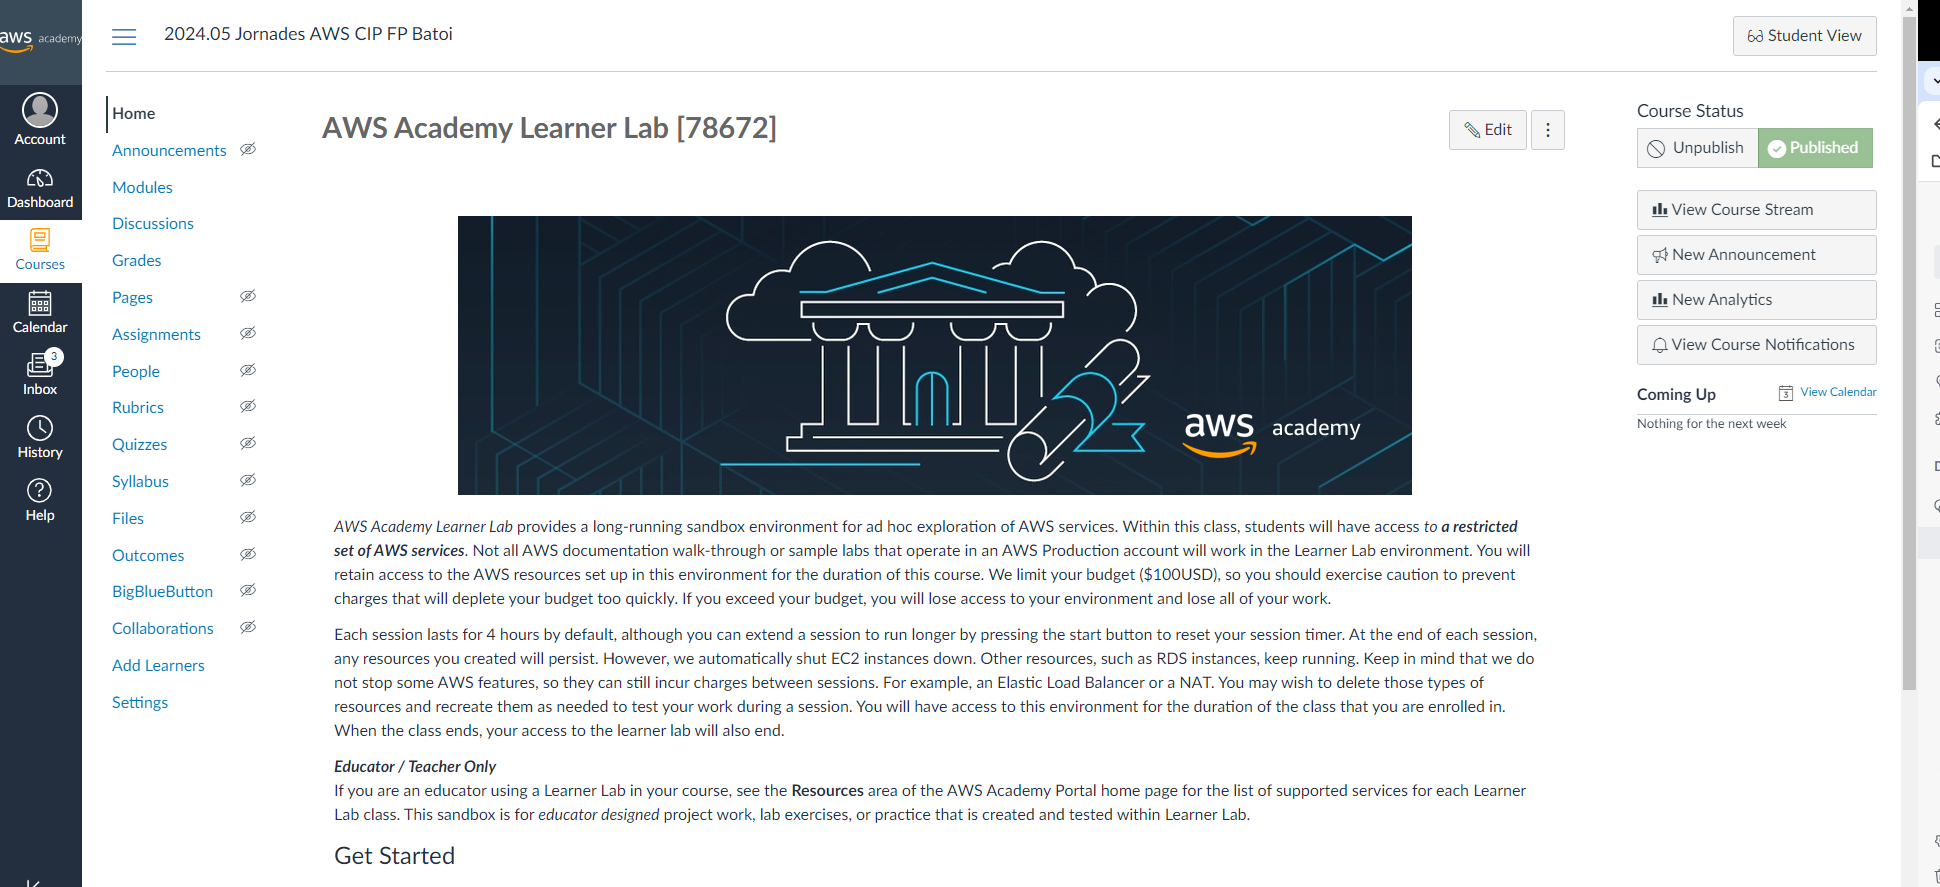 aws academy
Account
Dashboard
Courses
Calendar
3
Inbox
History
Help
2024.05 Jornades AWS CIP FP Batoi
Student View
Home
Announcements
Modules
Discussions
Grades
Pages
Assignments
People
Rubrics
Quizzes
Syllabus
Files
Outcomes
BigBlueButton
Collaborations
Add Learners
Settings
AWS Academy Learner Lab [78672]
Edit
aws academy
AWS Academy Learner Lab provides a long-running sandbox environment for ad hoc exploration of AWS services. Within this class, students will have access to a restricted
set of AWS services. Not all AWS documentation walk-through or sample labs that operate in an AWS Production account will work in the Learner Lab environment. You will
retain access to the AWS resources set up in this environment for the duration of this course. We limit your budget ($100USD), so you should exercise caution to prevent
charges that will deplete your budget too quickly. If you exceed your budget, you will lose access to your environment and lose all of your work.
Each session lasts for 4 hours by default, although you can extend a session to run longer by pressing the start button to reset your session timer. At the end of each session,
any resources you created will persist. However, we automatically shut EC2 instances down. Other resources, such as RDS instances, keep running. Keep in mind that we do
not stop some AWS features, so they can still incur charges between sessions. For example, an Elastic Load Balancer or a NAT. You may wish to delete those types of
resources and recreate them as needed to test your work during a session. You will have access to this environment for the duration of the class that you are enrolled in.
When the class ends, your access to the learner lab will also end.
Educator / Teacher Only
If you are an educator using a Learner Lab in your course, see the Resources area of the AWS Academy Portal home page for the list of supported services for each Learner
Lab class. This sandbox is for educator designed project work, lab exercises, or practice that is created and tested within Learner Lab.
Get Started
Course Status
Unpublish
Published
View Course Stream
New Announcement
New Analytics
View Course Notifications
Coming Up
3 View Calendar
Nothing for the next week